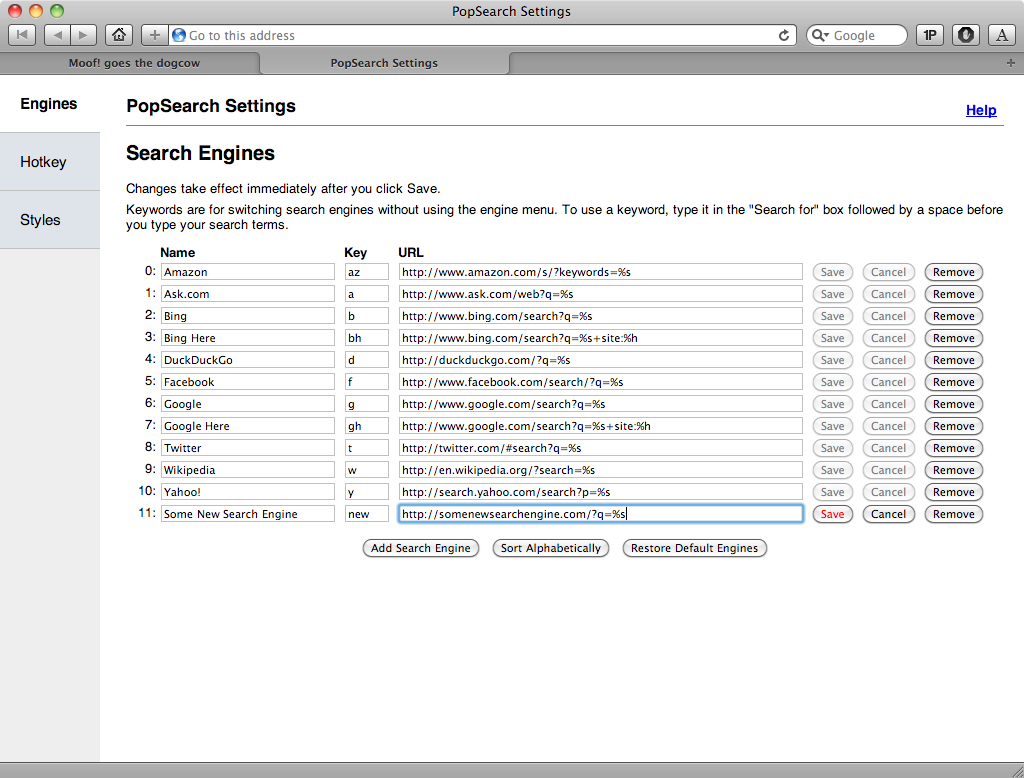 PopSearch Settings
Go to this address
Google
1P
A
Moof! goes the dogcow
PopSearch Settings
Engines
Hotkey
Styles
PopSearch Settings
Help
Search Engines
Changes take effect immediately after you click Save.
Keywords are for switching search engines without using the engine menu. To use a keyword, type it in the "Search for" box followed by a space before
you type your search terms.
Name Key URL
0: Amazon az http://www.amazon.com/s/?keywords=%s Save Cancel Remove
1: Ask.com a http://www.ask.com/web?q=%s Save Cancel Remove
2: Bing b http://www.bing.com/search?q=%s Save Cancel Remove
3: Bing Here bh http://www.bing.com/search?q=%s+site:%h Save Cancel Remove
4: DuckDuckGo d http://duckduckgo.com/?q=%s Save Cancel Remove
5: Facebook f http://www.facebook.com/search/?q=%s Save Cancel Remove
6: Google g http://www.google.com/search?q=%s Save Cancel Remove
7: Google Here gh http://www.google.com/search?q=%s+site:%h Save Cancel Remove
8: Twitter t http://twitter.com/#search?q=%s Save Cancel Remove
9: Wikipedia w http://en.wikipedia.org/?search=%s Save Cancel Remove
10: Yahoo! y http://search.yahoo.com/search?p=%s Save Cancel Remove
11: Some New Search Engine new http://somenewsearchengine.com/?q=%s Save Cancel Remove
Add Search Engine Sort Alphabetically Restore Default Engines